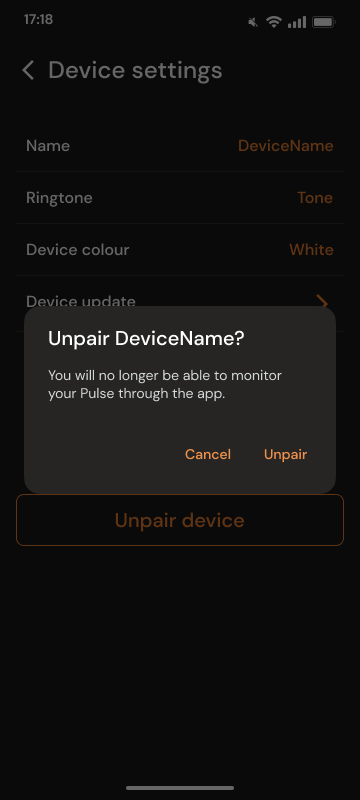 17:18
Device settings
Name DeviceName
Ringtone Tone
Device colour White
Device update
Unpair DeviceName?
You will no longer be able to monitor
your Pulse through the app.
Cancel Unpair
Unpair device